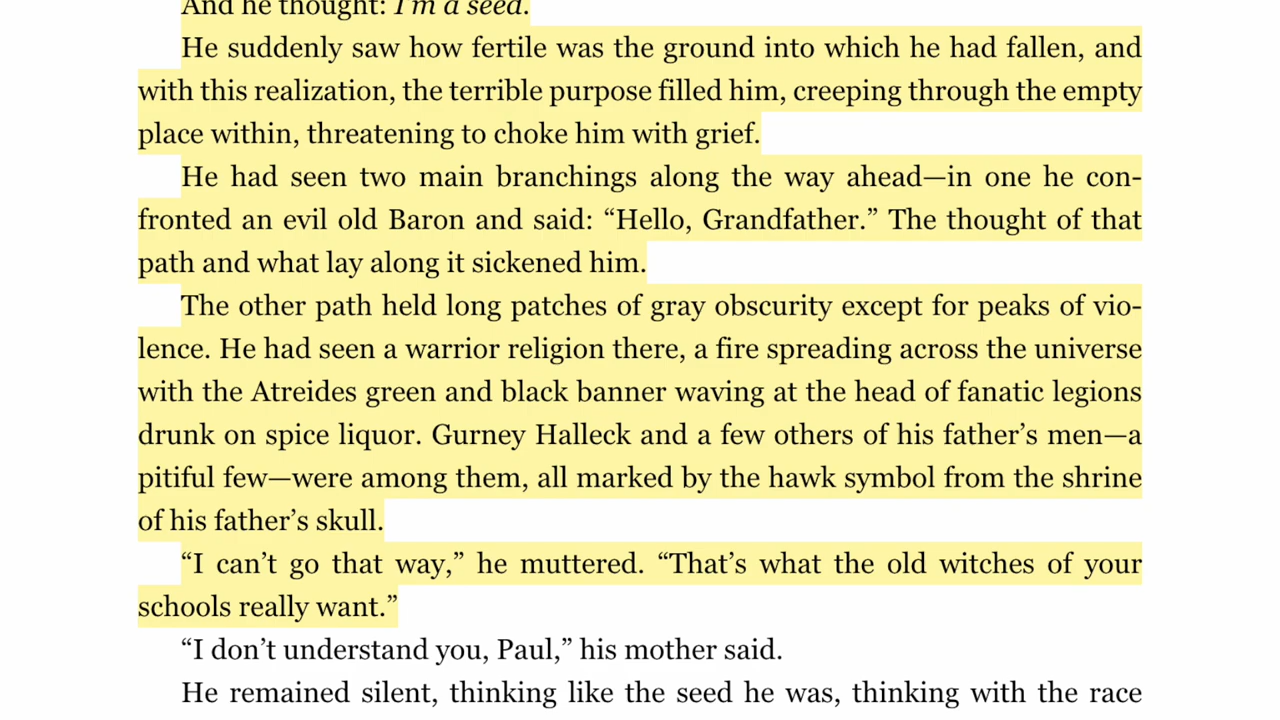 And he thought: I'm a seed.
He suddenly saw how fertile was the ground into which he had fallen, and
with this realization, the terrible purpose filled him, creeping through the empty
place within, threatening to choke him with grief.
He had seen two main branchings along the way ahead—in one he con-
fronted an evil old Baron and said: “Hello, Grandfather.” The thought of that
path and what lay along it sickened him.
The other path held long patches of gray obscurity except for peaks of vio-
lence. He had seen a warrior religion there, a fire spreading across the universe
with the Atreides green and black banner waving at the head of fanatic legions
drunk on spice liquor. Gurney Halleck and a few others of his father’s men—a
pitiful few—were among them, all marked by the hawk symbol from the shrine
of his father’s skull.
“I can’t go that way,” he muttered. “That’s what the old witches of your
schools really want.”
“I don’t understand you, Paul,” his mother said.
He remained silent, thinking like the seed he was, thinking with the race